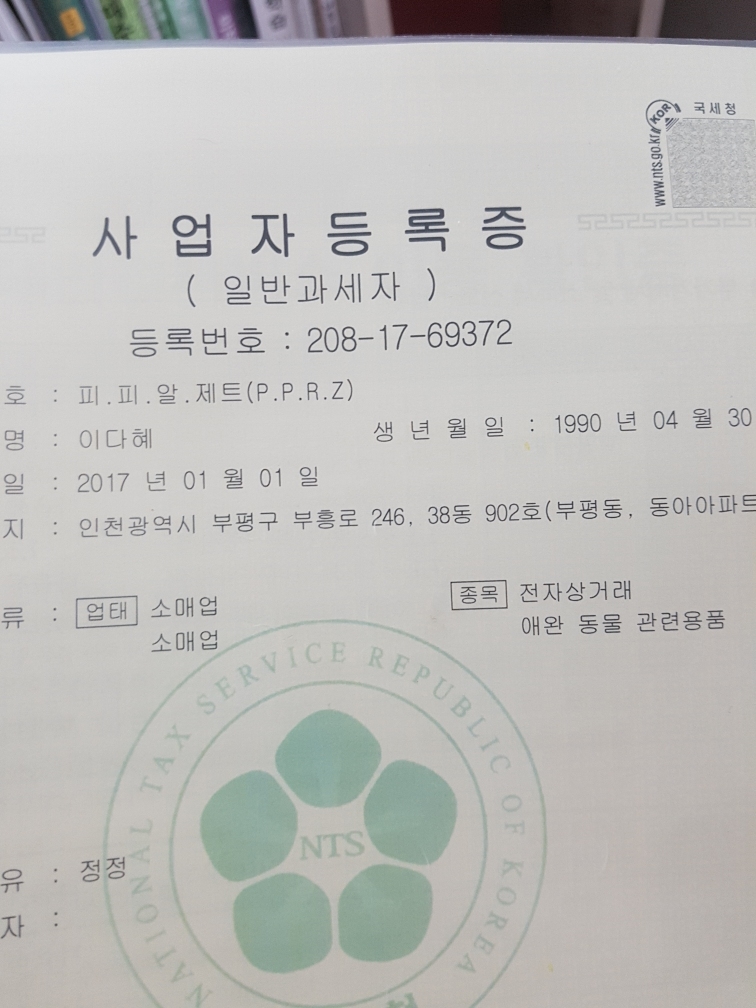 국세청
KOR
www.nts.go.kr
사업자등록증
( 일반과세자 )
등록번호 : 208-17-69372
호 : 피.피.알.제트(P.P.R.Z)
명 : 이다혜 생년월일 : 1990 년 04 월 30
일 : 2017 년 01 월 01 일
지 : 인천광역시 부평구 부흥로 246, 38동 902호(부평동, 동아아파트
류 : 업태 소매업 종목 전자상거래
소매업 애완 동물 관련용품
NATIONAL TAX SERVICE REPUBLIC OF KOREA
NTS
유 : 정정
자 :